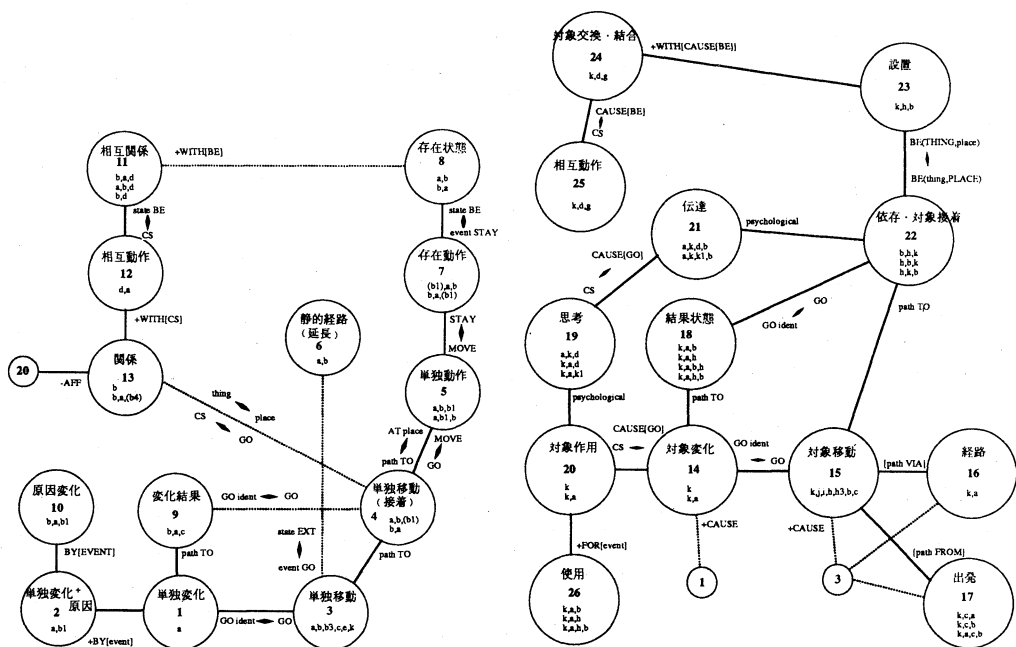 対象交換・結合
24
k,d,g
+WITH[CAUSE[BE]]
設置
23
k,h,b
CAUSE[BE]
CS
相互動作
25
k,d,g
BE(THING,place)
BE(thing,PLACE)
伝達
21
a,k,d,b
a,k,k1,b
psychological
依存・対象接着
22
b,h,k
h,b,k
h,k,b
CAUSE[GO]
CS
GO
GO ident
path TO
思考
19
a,k,d
k,a,d
k,a,k1
結果状態
18
k,a,b
k,a,h
k,a,b,h
k,a,h,b
psychological
path TO
対象作用
20
k
k,a
CAUSE[GO]
CS
対象変化
14
k
k,a
GO ident
GO
対象移動
15
k,j,i,h,h3,b,c
[path VIA]
経路
16
k,a
+CAUSE
+CAUSE
[path FROM]
+FOR[event]
使用
26
k,a,b
k,a,h
k,a,h,b
1
3
出発
17
k,c,a
k,c,b
k,a,c,b
相互関係
11
b,a,d
a,b,d
b,d
+WITH[BE]
存在状態
8
a,b
b,a
state BE
CS
state BE
event STAY
相互動作
12
d,a
存在動作
7
(b1),a,b
b,a,(b1)
+WITH[CS]
静的経路
(延長)
6
a,b
STAY
MOVE
20
-AFF
関係
13
b
b,a,(b4)
単独動作
5
a,b,b1
a,b1,b
thing
place
CS
GO
AT place
path TO
MOVE
GO
原因変化
10
b,a,b1
変化結果
9
b,a,c
GO ident
GO
単独移動
(接着)
4
a,b,(b1)
b,a
BY[EVENT]
path TO
state EXT
event GO
path TO
単独変化+
原因
2
a,b1
+BY[event]
単独変化
1
a
GO ident
GO
単独移動
3
a,b,b3,c,e,k